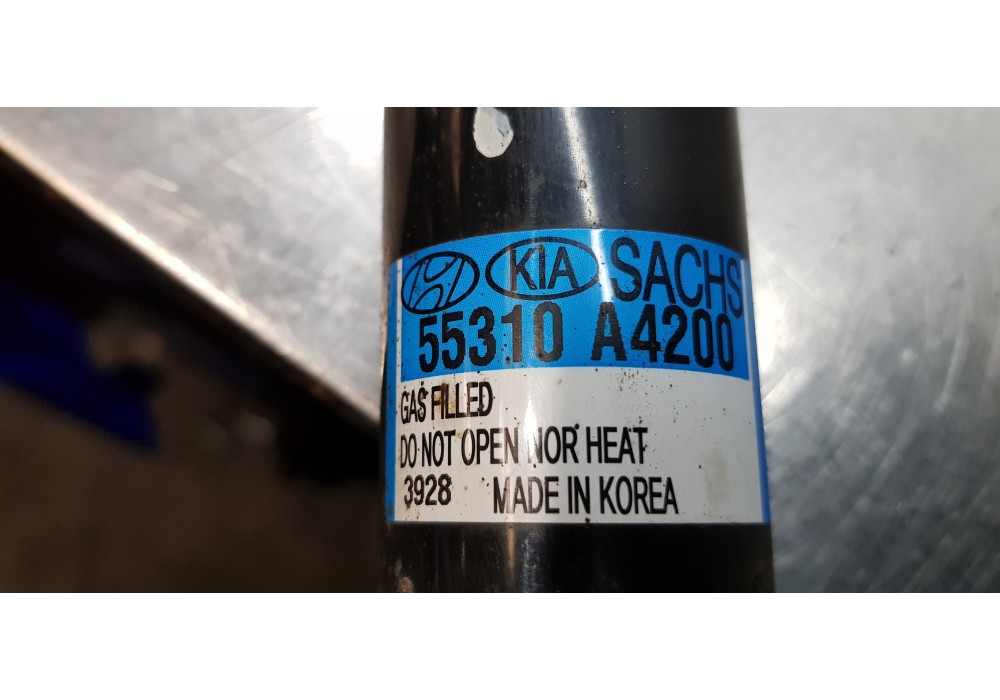 KIA SACHS
55310 A4200
GAS FILLED
DO NOT OPEN NOR HEAT
3928 MADE IN KOREA